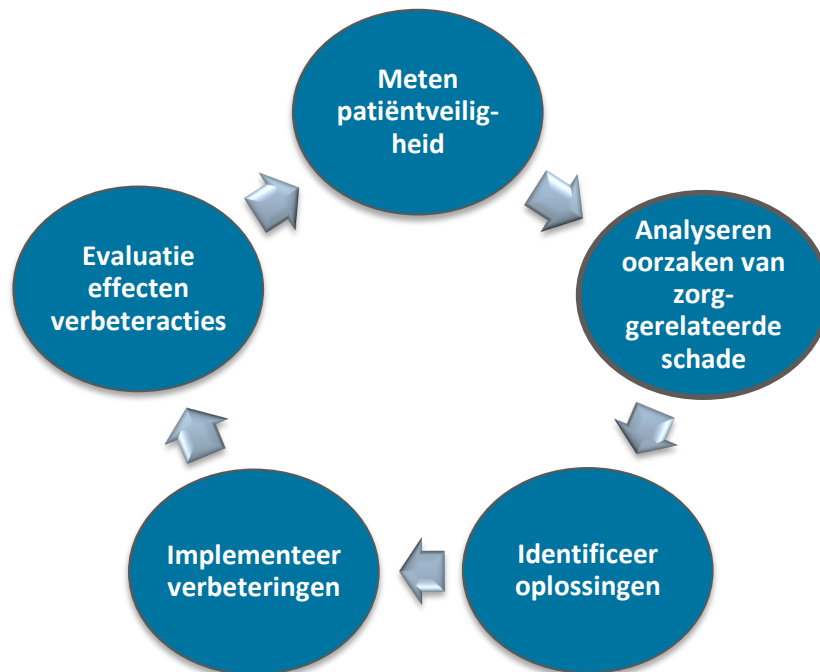 Meten
patiëntveilig-
heid
Analyseren
oorzaken van
zorg-
gerelateerde
schade
Identificeer
oplossingen
Implementeer
verbeteringen
Evaluatie
effecten
verbeteracties